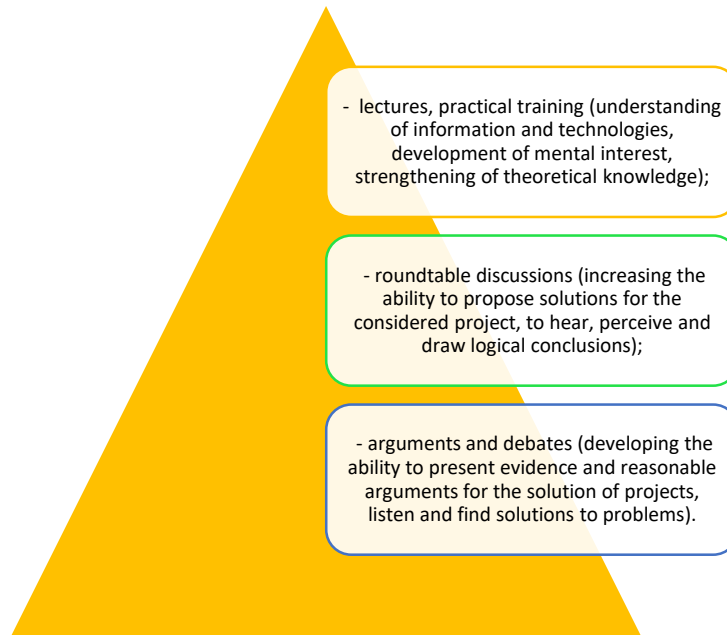 - lectures, practical training (understanding
of information and technologies,
development of mental interest,
strengthening of theoretical knowledge);
- roundtable discussions (increasing the
ability to propose solutions for the
considered project, to hear, perceive and
draw logical conclusions);
- arguments and debates (developing the
ability to present evidence and reasonable
arguments for the solution of projects,
listen and find solutions to problems).